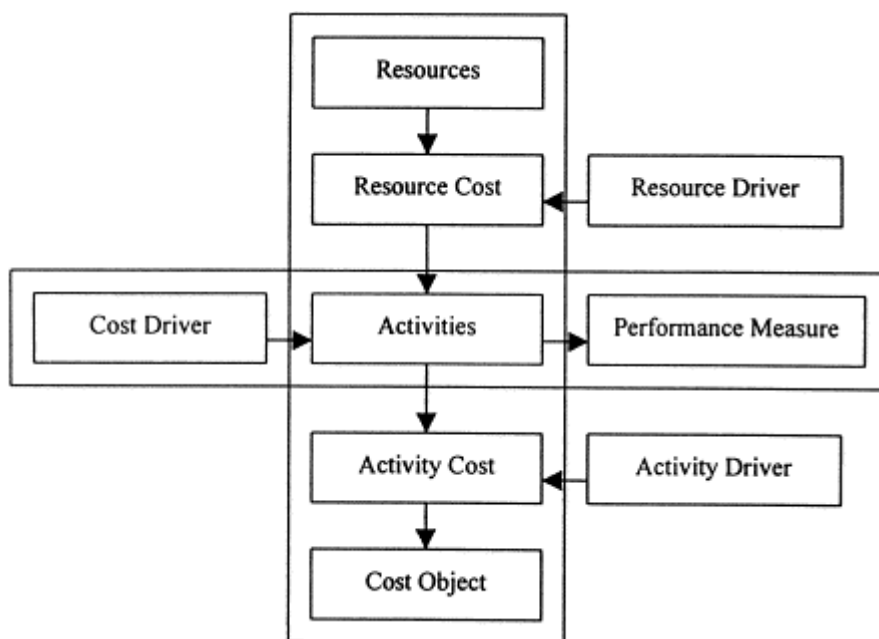 Resources
Resource Cost
Resource Driver
Cost Driver
Activities
Performance Measure
Activity Cost
Activity Driver
Cost Object